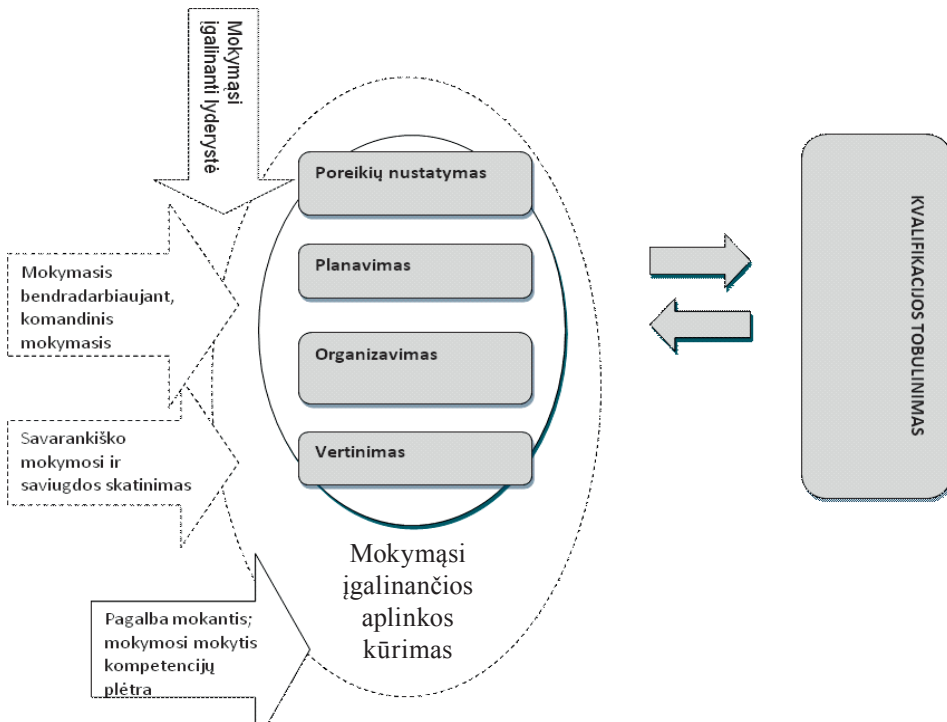 Mokymąsi
įgalinanti lyderystė
Poreikių nustatymas
Planavimas
Organizavimas
Vertinimas
Mokymasis
bendradarbiaujant,
komandinis
mokymasis
Savarankiško
mokymosi ir
saviugdos skatinimas
Pagalba mokantis;
mokymosi mokytis
kompetencijų
plėtra
Mokymąsi
įgalinančios
aplinkos
kūrimas
KVALIFIKACIJOS TOBULINIMAS